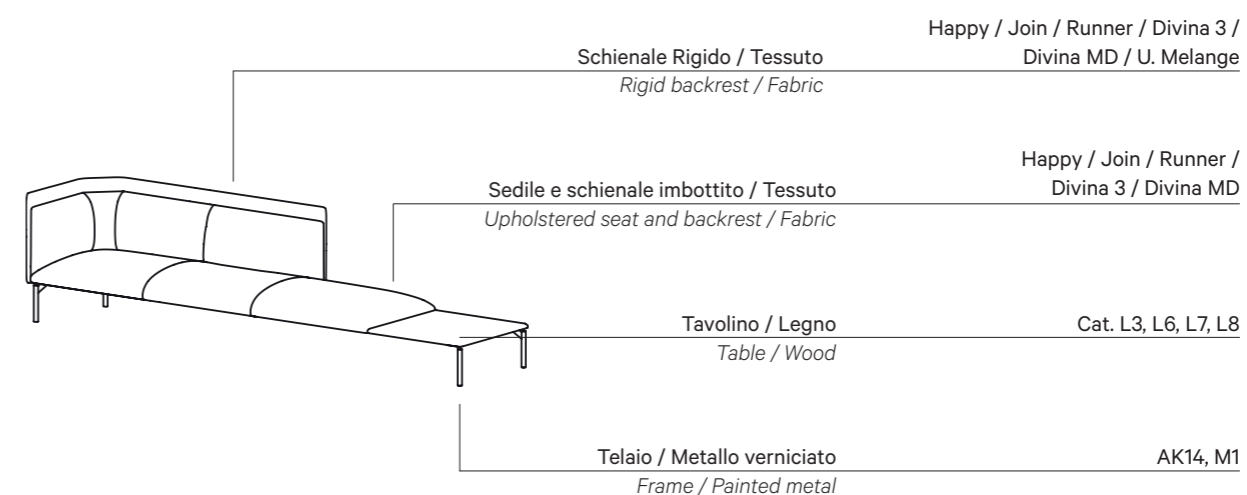 Happy / Join / Runner / Divina 3 /
Schienale Rigido / Tessuto Divina MD / U. Melange
Rigid backrest / Fabric
Happy / Join / Runner /
Sedile e schienale imbottito / Tessuto Divina 3 / Divina MD
Upholstered seat and backrest / Fabric
Tavolino / Legno Cat. L3, L6, L7, L8
Table / Wood
Telaio / Metallo verniciato AK14, M1
Frame / Painted metal